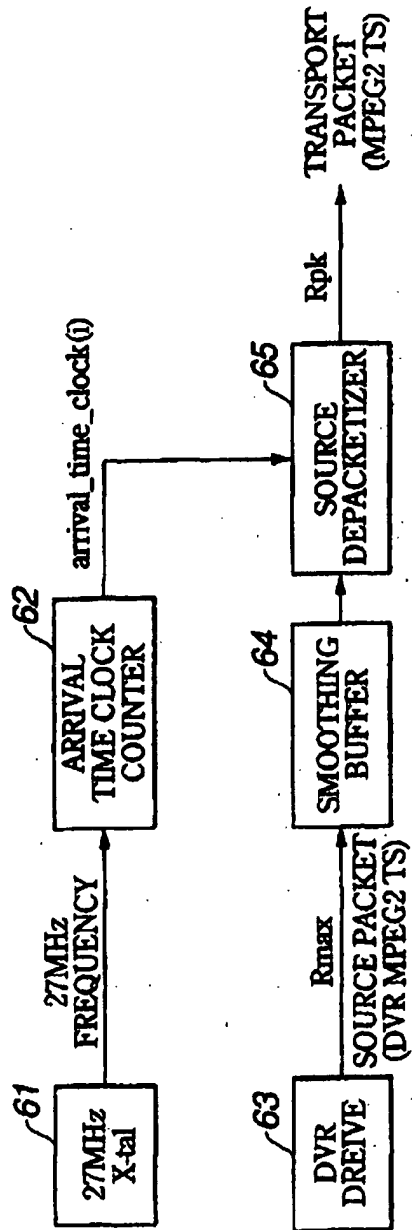 61
27MHz
X-tal
27MHz
FREQUENCY
62
ARRIVAL
TIME CLOCK
COUNTER
arrival_time_clock(i)
63
DVR
DREIVE
Rmax
SOURCE PACKET
(DVR MPEG2 TS)
64
SMOOTHING
BUFFER
65
SOURCE
DEPACKETIZER
Rpk
TRANSPORT
PACKET
(MPEG2 TS)